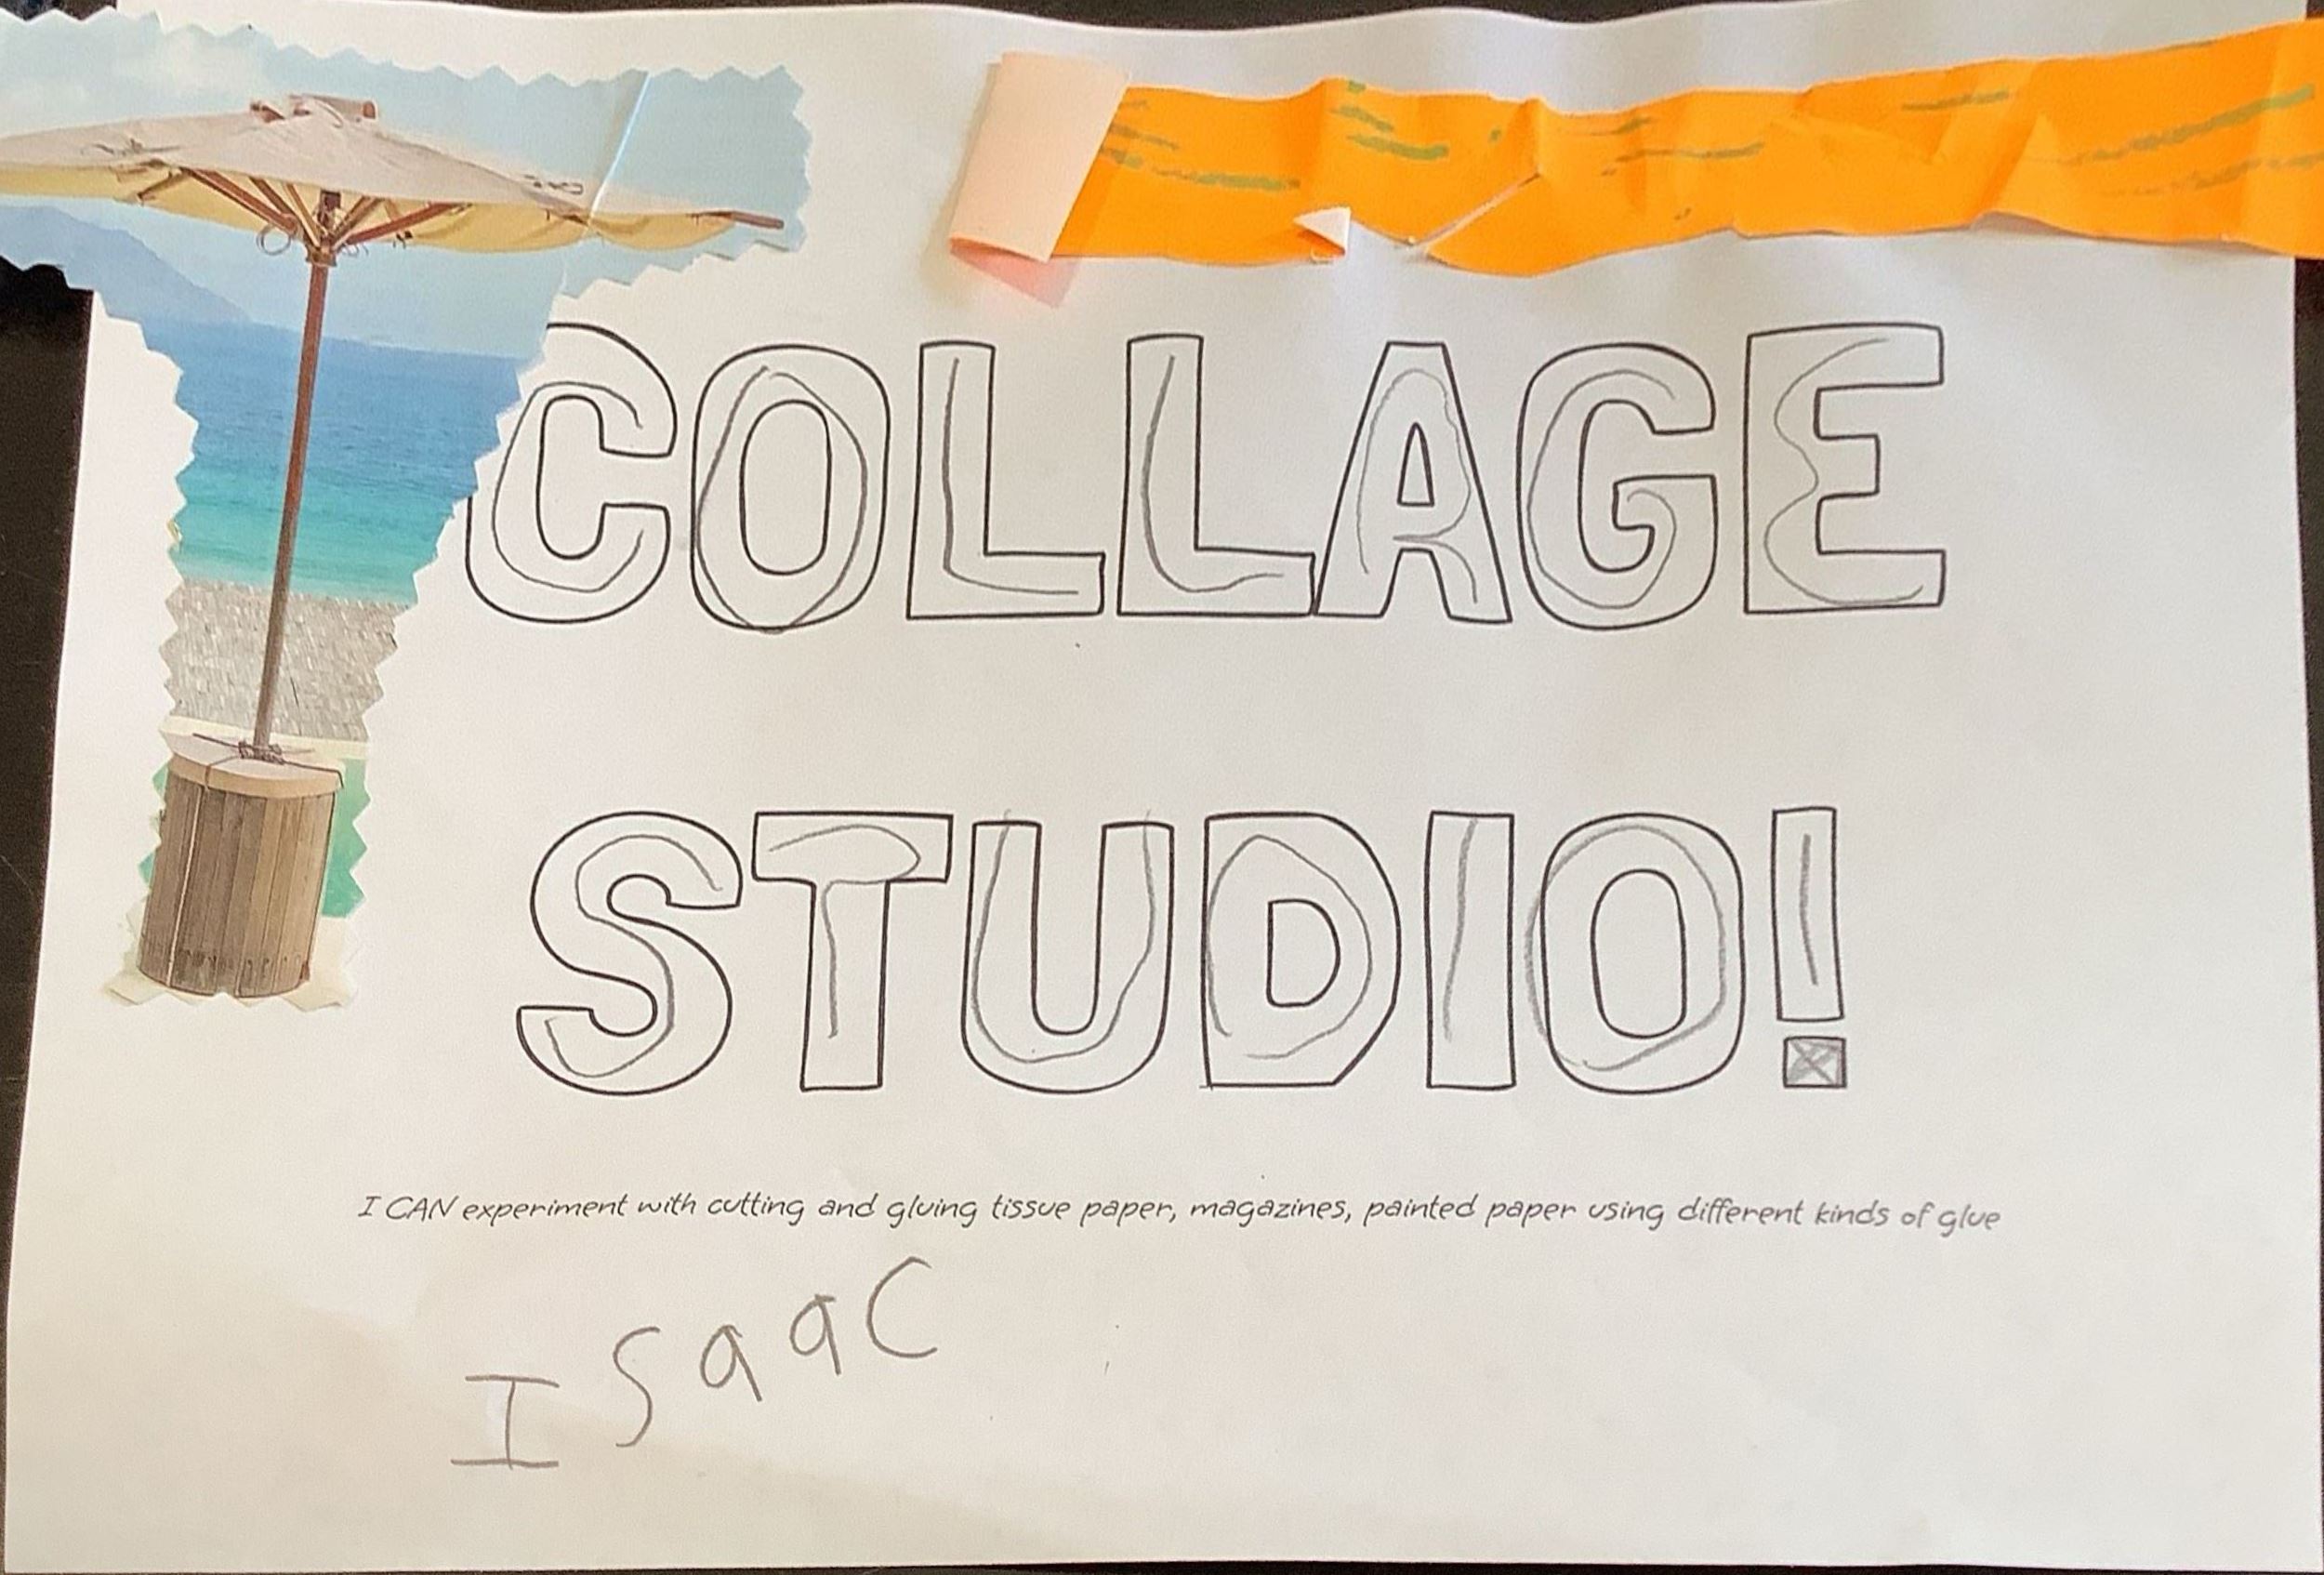 COLLAGE
STUDIO!
I CAN experiment with cutting and gluing tissue paper, magazines, painted paper using different kinds of glue
Isaac